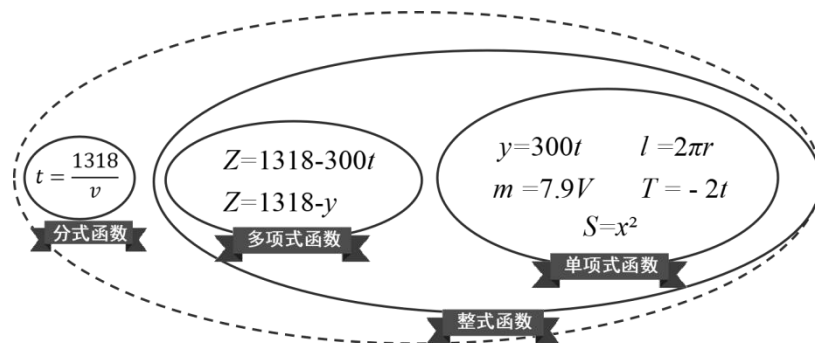 t = 1318/v
分式函数
Z=1318-300t
Z=1318-y
多项式函数
y=300t l =2πr
m =7.9V T = - 2t
S=x²
单项式函数
整式函数